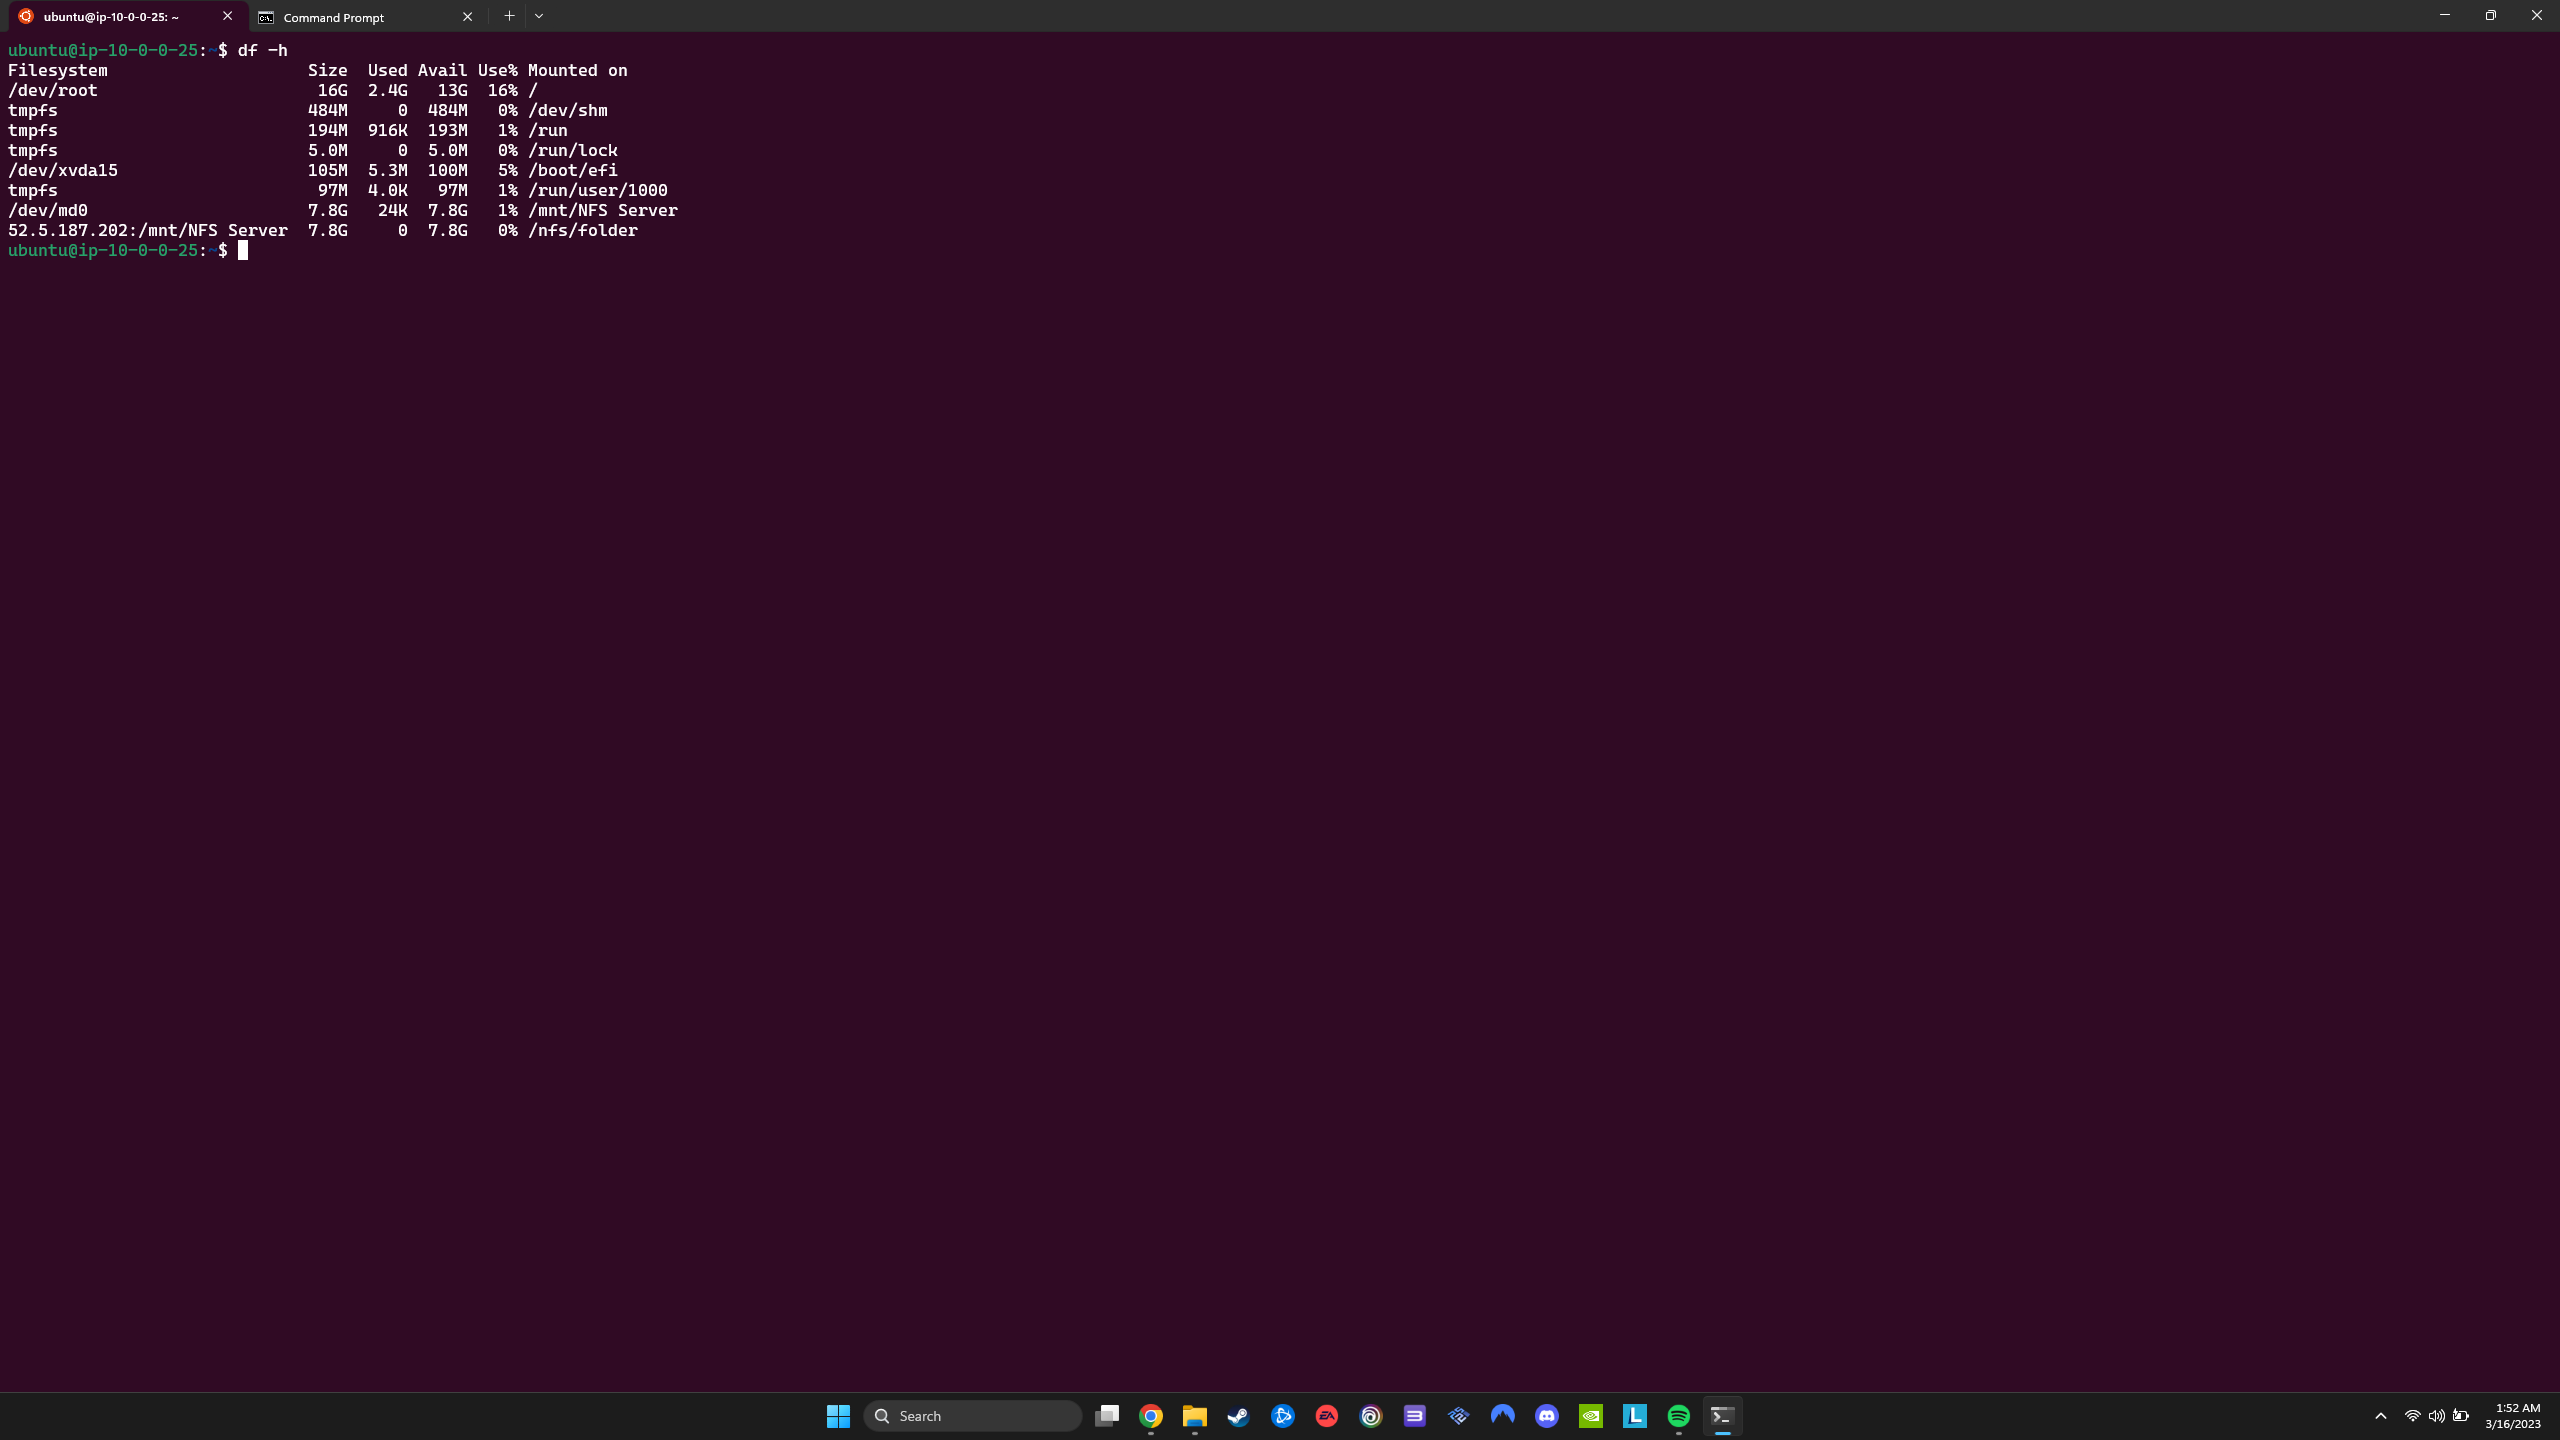 ubuntu@ip-10-0-0-25: ~
Command Prompt
ubuntu@ip-10-0-0-25:~$ df -h
Filesystem                    Size  Used Avail Use% Mounted on
/dev/root                      16G  2.4G   13G  16% /
tmpfs                         484M     0  484M   0% /dev/shm
tmpfs                         194M  916K  193M   1% /run
tmpfs                         5.0M     0  5.0M   0% /run/lock
/dev/xvda15                   105M  5.3M  100M   5% /boot/efi
tmpfs                          97M  4.0K   97M   1% /run/user/1000
/dev/md0                      7.8G   24K  7.8G   1% /mnt/NFS Server
52.5.187.202:/mnt/NFS Server  7.8G     0  7.8G   0% /nfs/folder
ubuntu@ip-10-0-0-25:~$
Search
1:52 AM
3/16/2023